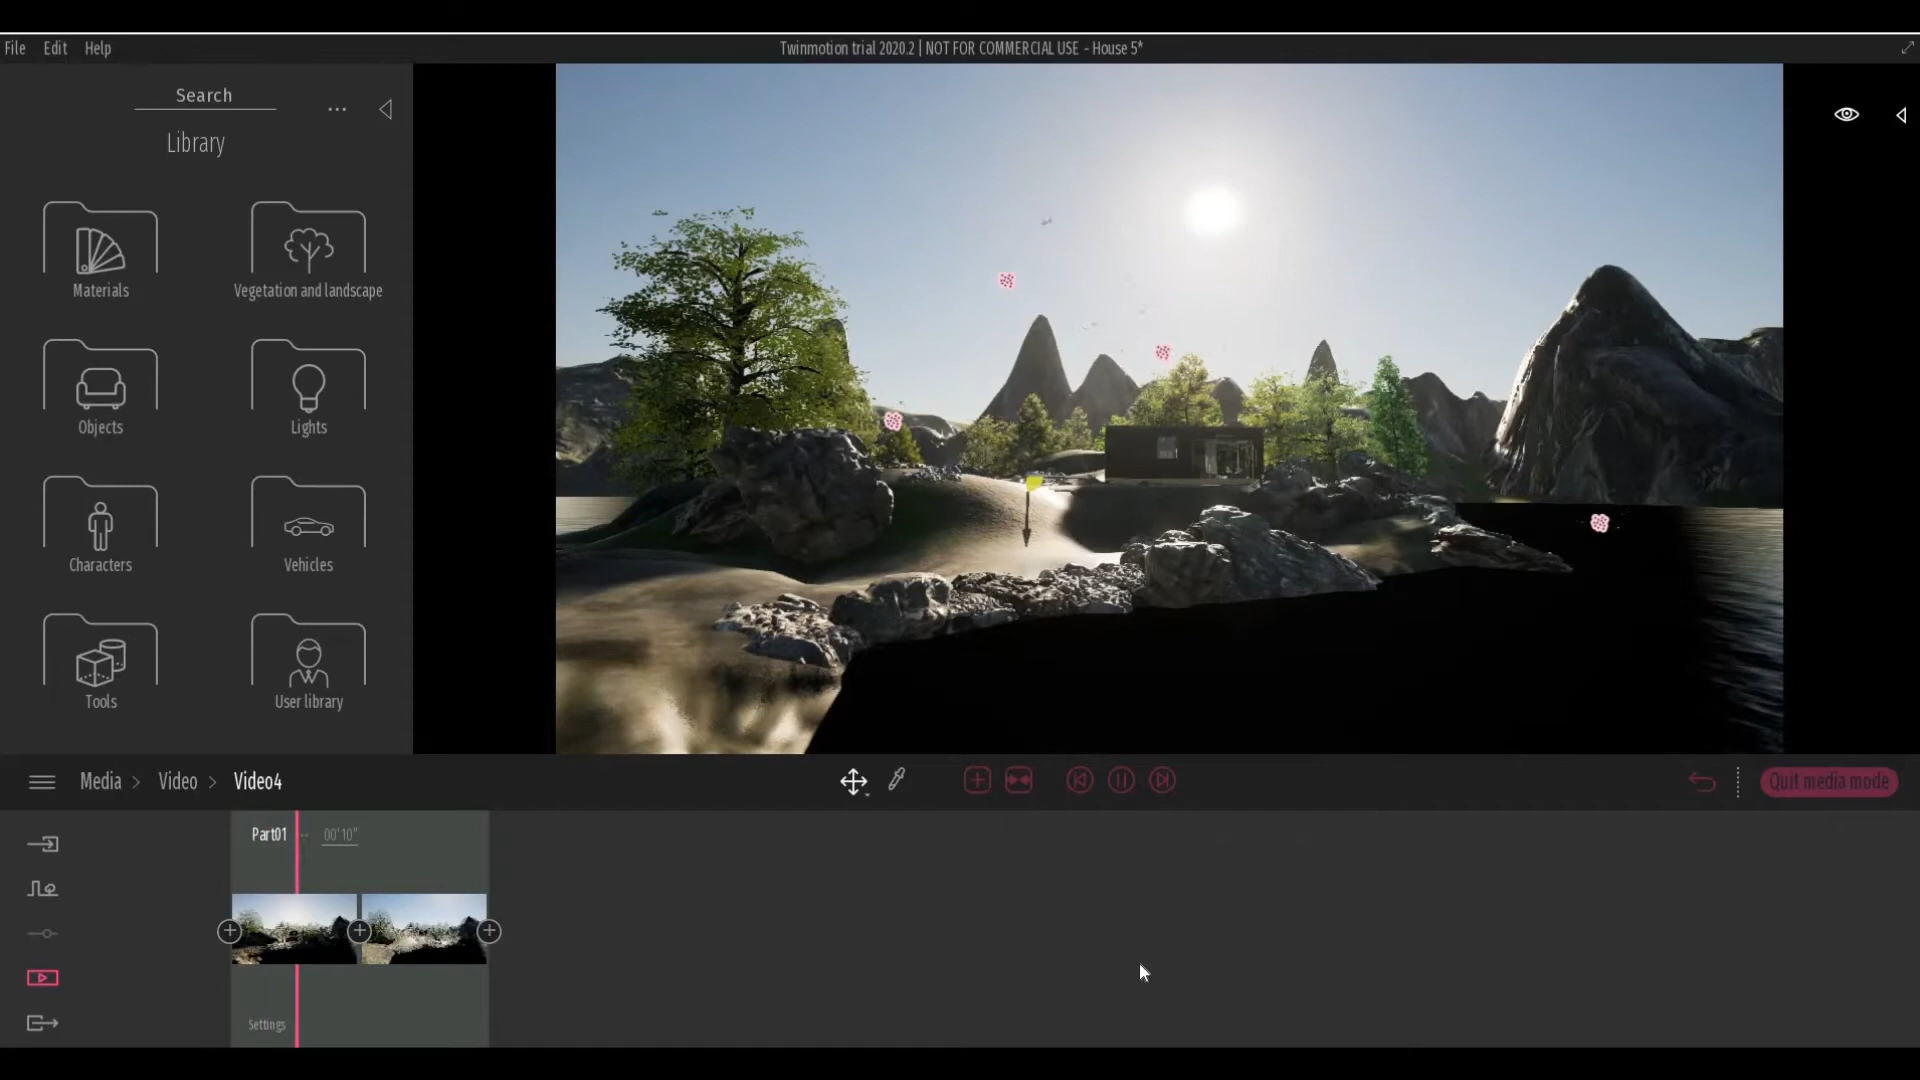 File Edit Help
Twinmotion trial 2020.2 | NOT FOR COMMERCIAL USE - House 5*
Search
...
Library
Materials
Vegetation and landscape
Objects
Lights
Characters
Vehicles
Tools
User library
Media > Video > Video4
Quit media mode
Part01
00'10"
Settings